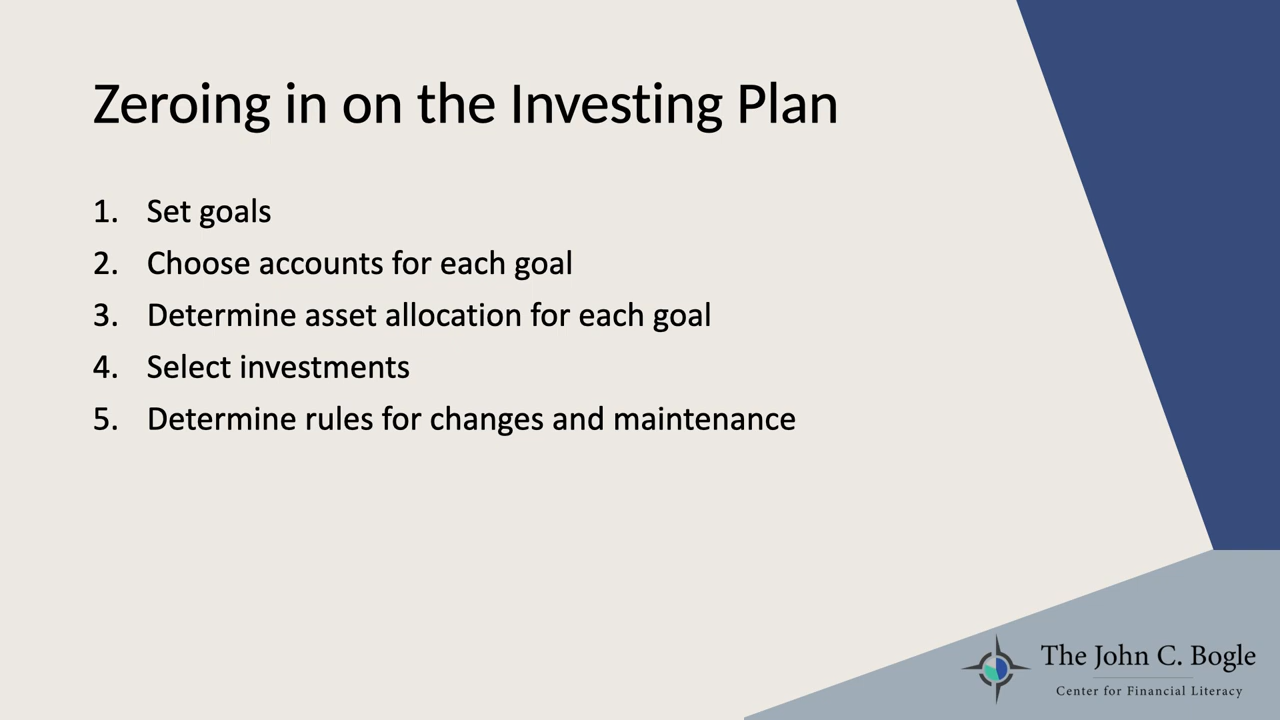 Zeroing in on the Investing Plan
1. Set goals
2. Choose accounts for each goal
3. Determine asset allocation for each goal
4. Select investments
5. Determine rules for changes and maintenance
The John C. Bogle
Center for Financial Literacy